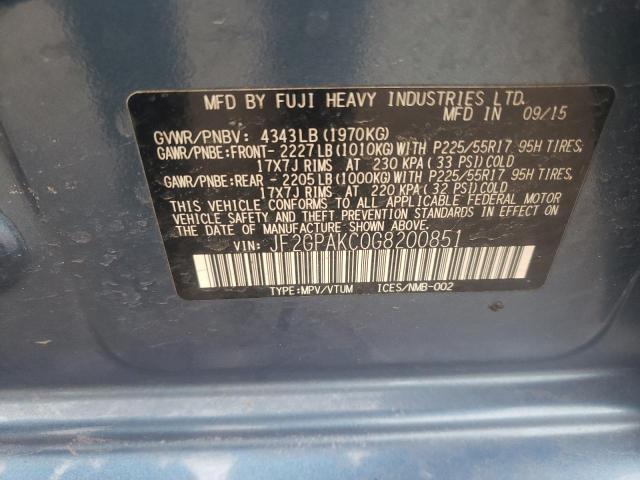 MFD BY FUJI HEAVY INDUSTRIES LTD.
MFD IN 09/15
GVWR/PNBV: 4343LB(1970KG)
GAWR/PNBE:FRONT-2227LB(1010KG)WITH P225/55R17 95H TIRES,
17X7J RIMS AT 230 KPA(33 PSI)COLD
GAWR/PNBE:REAR -2205LB(1000KG)WITH P225/55R17 95H TIRES,
17X7J RIMS AT 220 KPA(32 PSI)COLD
THIS VEHICLE CONFORMS TO ALL APPLICABLE FEDERAL MOTOR
VEHICLE SAFETY AND THEFT PREVENTION STANDARDS IN EFFECT ON
THE DATE OF MANUFACTURE SHOWN ABOVE.
VIN: JF2GPAKC0G8200851
TYPE:MPV/VTUM ICES/NMB-002